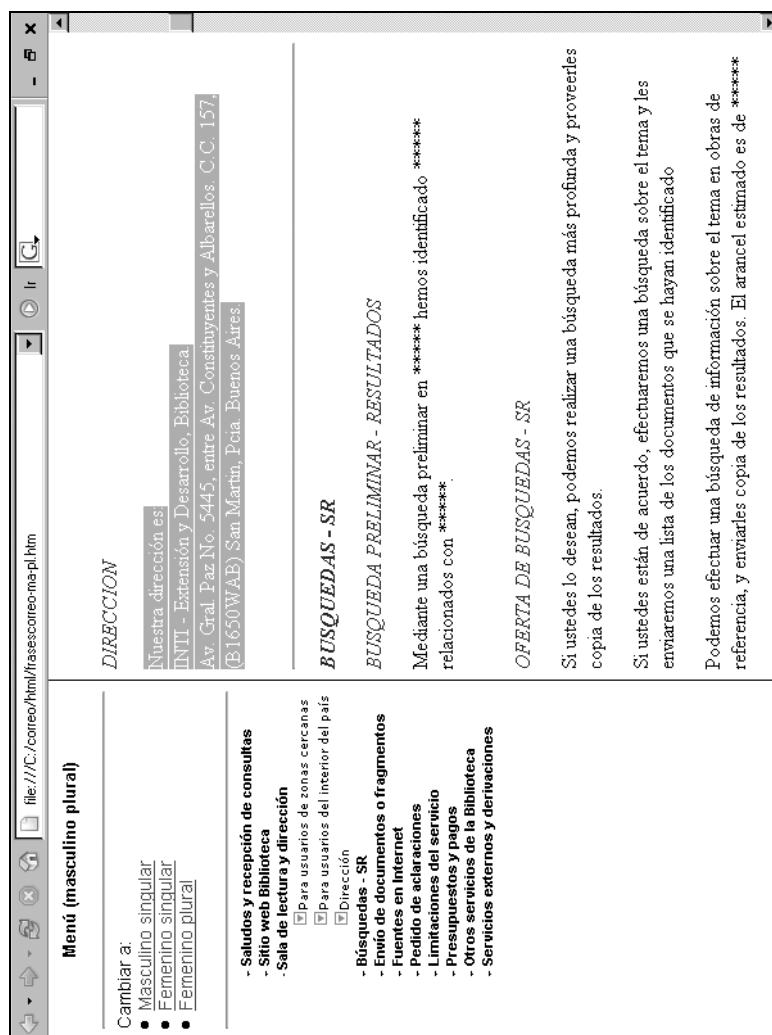 file:///C:/correo/html/frasescorreo-ma-pl.htm
Ir
Menú (masculino plural)
Cambiar a:
● Masculino singular
● Femenino singular
● Femenino plural
- Saludos y recepción de consultas
- Sitio web Biblioteca
- Sala de lectura y dirección
Para usuarios de zonas cercanas
Para usuarios del interior del país
Dirección
- Búsquedas - SR
- Envío de documentos o fragmentos
- Fuentes en Internet
- Pedido de aclaraciones
- Limitaciones del servicio
- Presupuestos y pagos
- Otros servicios de la Biblioteca
- Servicios externos y derivaciones
DIRECCION
Nuestra dirección es:
INTI - Extensión y Desarrollo, Biblioteca.
Av. Gral. Paz No. 5445, entre Av. Constituyentes y Albarellos. C.C. 157,
(B1650WAB) San Martín, Pcia. Buenos Aires.
BUSQUEDAS - SR
BUSQUEDA PRELIMINAR - RESULTADOS
Mediante una búsqueda preliminar en ***** hemos identificado *****
relacionados con *****.
OFERTA DE BUSQUEDAS - SR
Si ustedes lo desean, podemos realizar una búsqueda más profunda y proveerles
copia de los resultados.
Si ustedes están de acuerdo, efectuaremos una búsqueda sobre el tema y les
enviaremos una lista de los documentos que se hayan identificado
Podemos efectuar una búsqueda de información sobre el tema en obras de
referencia, y enviarles copia de los resultados. El arancel estimado es de *****